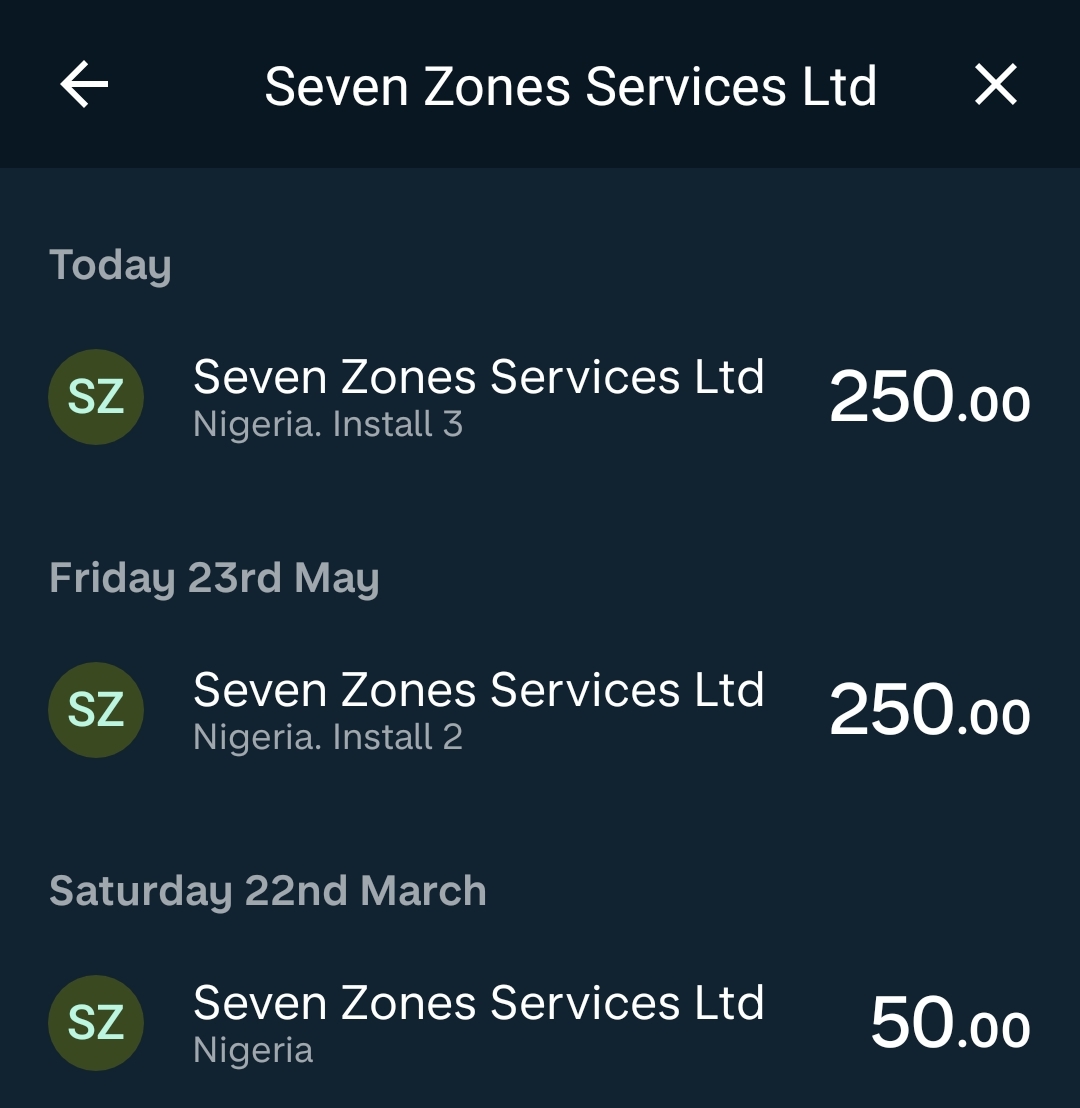 Seven Zones Services Ltd
Today
SZ
Seven Zones Services Ltd
250.00
Nigeria. Install 3
Friday 23rd May
SZ
Seven Zones Services Ltd
250.00
Nigeria. Install 2
Saturday 22nd March
SZ
Seven Zones Services Ltd
50.00
Nigeria